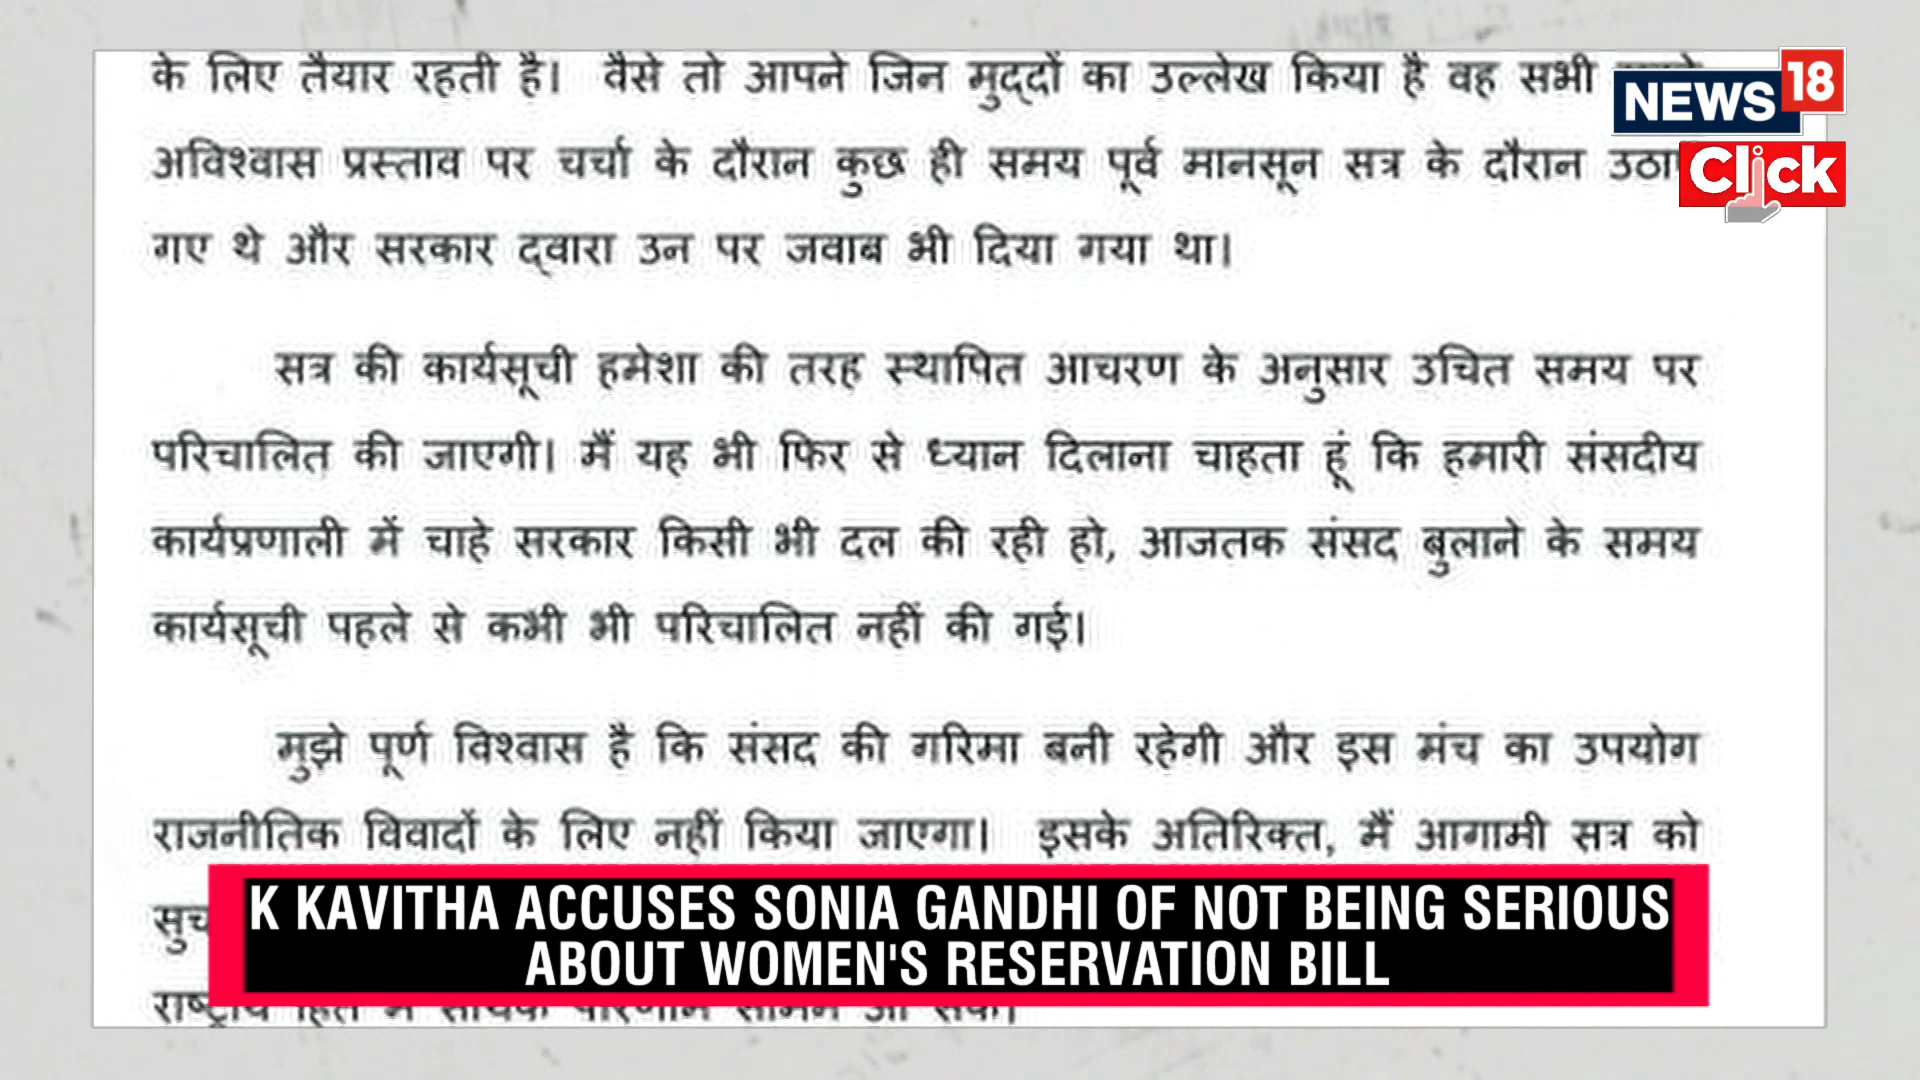 के लिए तैयार रहती है। वैसे तो आपने जिन मुद्दों का उल्लेख किया है वह सभी
NEWS 18
अविश्वास प्रस्ताव पर चर्चा के दौरान कुछ ही समय पूर्व मानसून सत्र के दौरान
Click
गए थे और सरकार द्वारा उन पर जवाब भी दिया गया था।
सत्र की कार्यसूची हमेशा की तरह स्थापित आचरण के अनुसार उचित समय पर
परिचालित की जाएगी। मैं यह भी फिर से ध्यान दिलाना चाहता हूं कि हमारी संसदीय
कार्यप्रणाली में चाहे सरकार किसी भी दल की रही हो, आजतक संसद बुलाने के समय
कार्यसूची पहले से कभी भी परिचालित नहीं की गई।
मुझे पूर्ण विश्वास है कि संसद की गरिमा बनी रहेगी और इस मंच का उपयोग
राजनीतिक विवादों के लिए नहीं किया जाएगा। इसके अतिरिक्त, मैं आगामी सत्र को
K KAVITHA ACCUSES SONIA GANDHI OF NOT BEING SERIOUS
ABOUT WOMEN'S RESERVATION BILL